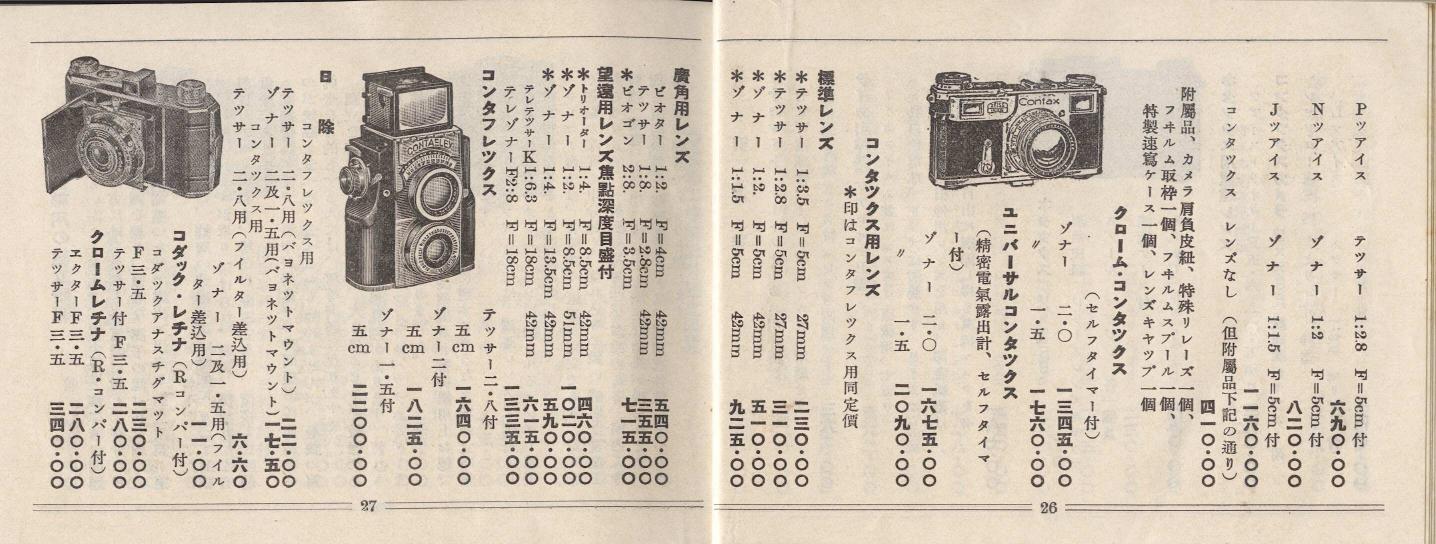 Pツアイス テッサー 1:2.8 F=5cm付 六九〇・〇〇
Nツアイス ゾナー 1:2 F=5cm付 八二〇・〇〇
Jツアイス ゾナー 1:1.5 F=5cm付 一一六〇・〇〇
コンタックス レンズなし (但附屬品下記の通り) 四一〇・〇〇
附屬品、カメラ肩負皮紐、特殊リレーズ一個、
フヰルム取枠一個、フヰルムスプール一個、
特製速寫ケース一個、レンズキヤツプ一個
クローム・コンタックス
(セルフタイマー付)
ゾナー 二・〇 一三四五・〇〇
〃 一・五 一七六〇・〇〇
ユニバーサルコンタックス
(精密電氣露出計、セルフタイマ
ー付)
ゾナー 二・〇 一六七五・〇〇
〃 一・五 二〇九〇・〇〇
Contax
コンタックス用レンズ
*印はコンタフレックス用同定價
標準レンズ
*テッサー 1:3.5 F=5cm 27mm 二三〇・〇〇
*テッサー 1:2.8 F=5cm 27mm 三一〇・〇〇
*ゾナー 1:2. F=5cm 42mm 五一〇・〇〇
*ゾナー 1:1.5 F=5cm 42mm 九二五・〇〇
26
廣角用レンズ
ビオター 1:2. F=4cm 42mm 五四〇・〇〇
テッサー 1:8. F=2.8cm 42mm 三五五・〇〇
*ビオゴン 2:8. F=3.5cm 七一五・〇〇
望遠用レンズ焦點深度目盛付
*トリオーター 1:4. F=8.5cm 42mm 四六〇・〇〇
*ゾナー 1:2. F=8.5cm 51mm 一〇二〇・〇〇
*ゾナー 1:4. F=13.5cm 42mm 五九〇・〇〇
テレテッサーK 1:6.3 F=18cm 42mm 六一五・〇〇
テレゾナーF2:8 F=18cm 一三三五・〇〇
コンタフレックス
テッサー二・八付
五cm 一六四〇・〇〇
ゾナー二付
五cm 一八二五・〇〇
ゾナー一・五付
五cm 二二〇〇・〇〇
CONTAFLEX
日除
コンタフレックス用
テッサー 二・八用(バヨネットマウント) 二二・〇〇
ゾナー 二及一・五用(バヨネットマウント) 一七・五〇
コンタックス用
テッサー 二・八用(フイルター差込用) 六・六〇
ゾナー 二及一・五用(フイル
ター差込用) 一一・〇〇
コダック・レチナ (Rコンパー付)
コダックアナスチグマット
F三・五 二三〇・〇〇
テッサー付F三・五 二八〇・〇〇
クロームレチナ (R・コンパー付)
エクターF三・五 二八〇・〇〇
テッサーF三・五 三四〇・〇〇
27